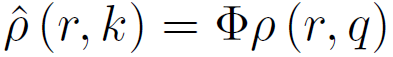 ρ̂ (r, k) = Φρ (r, q)